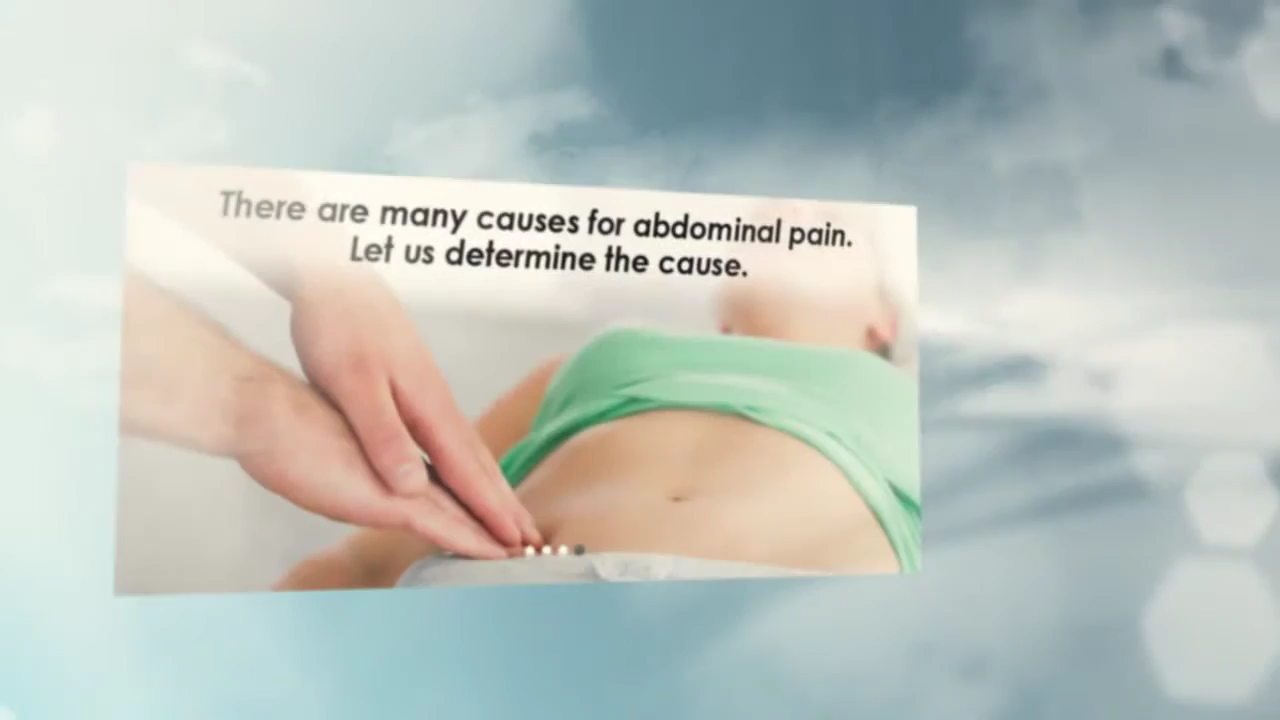 There are many causes for abdominal pain.
Let us determine the cause.